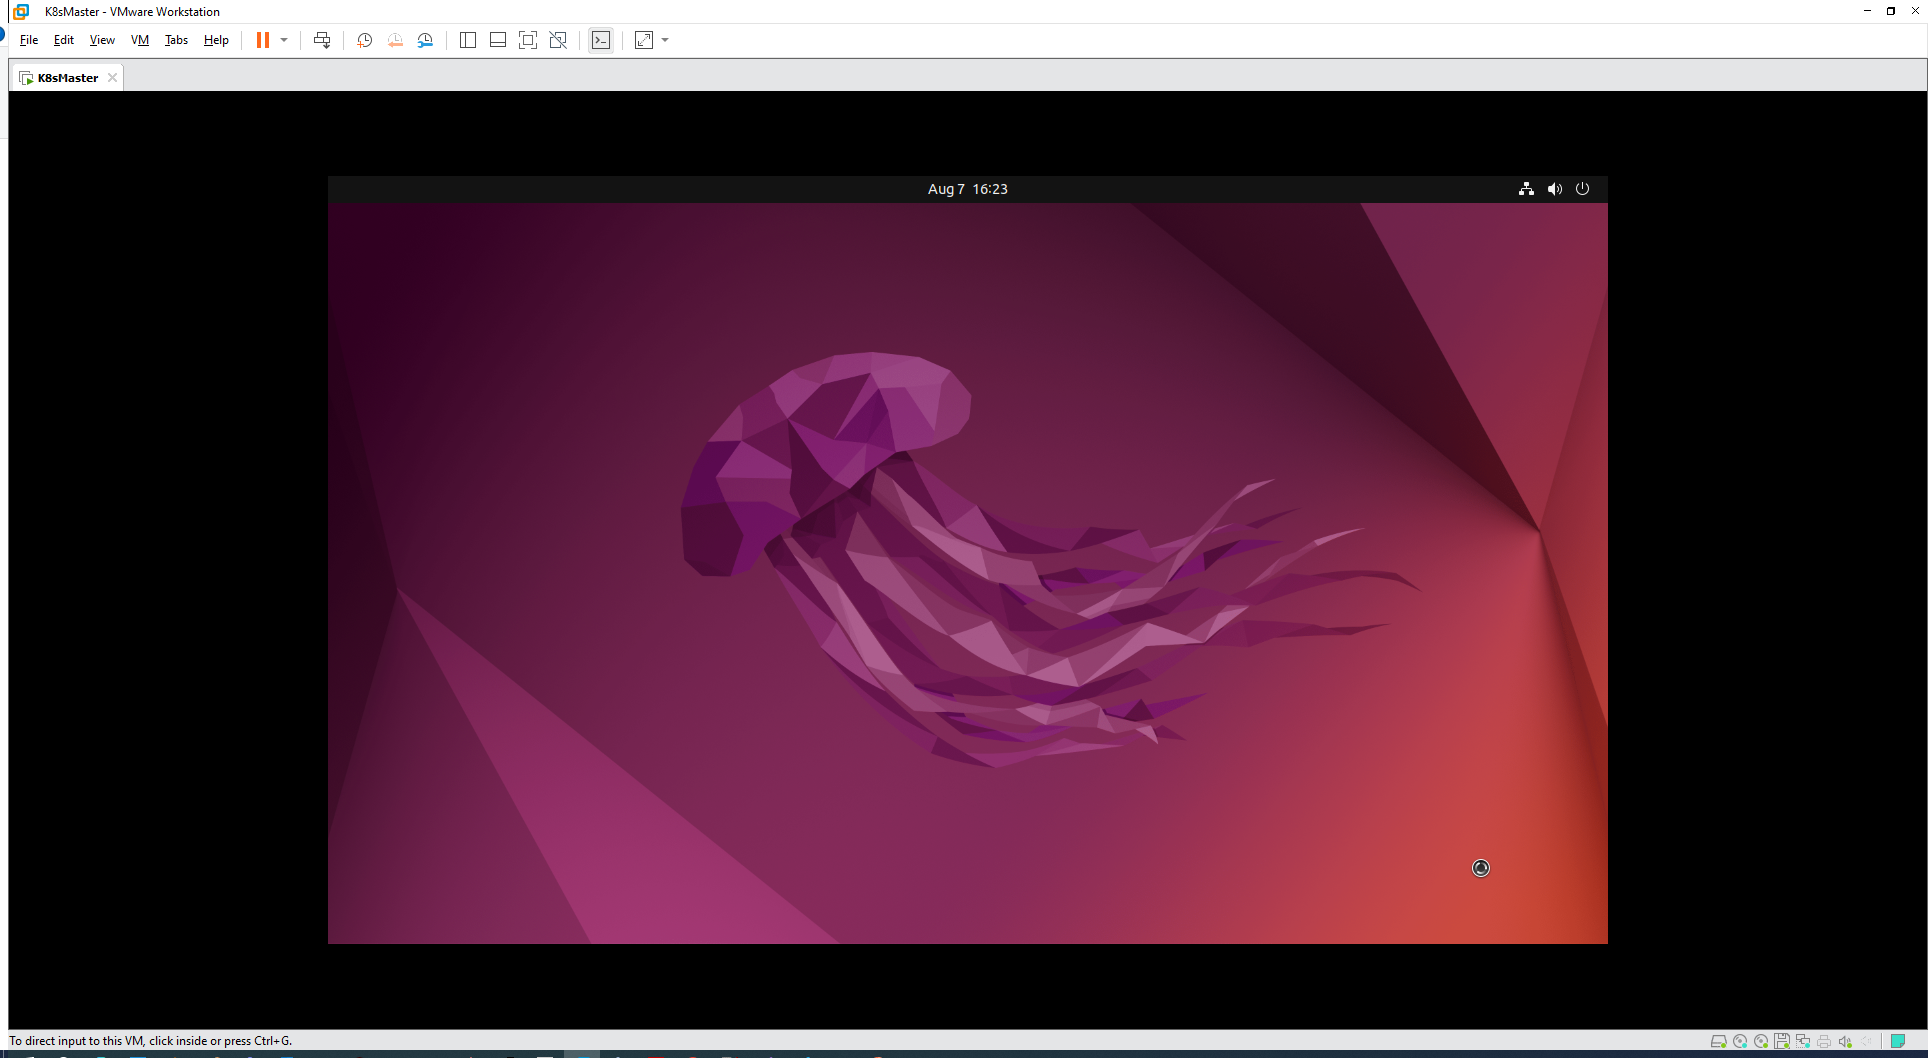 K8sMaster - VMware Workstation
File Edit View VM Tabs Help
K8sMaster
Aug 7 16:23
To direct input to this VM, click inside or press Ctrl+G.